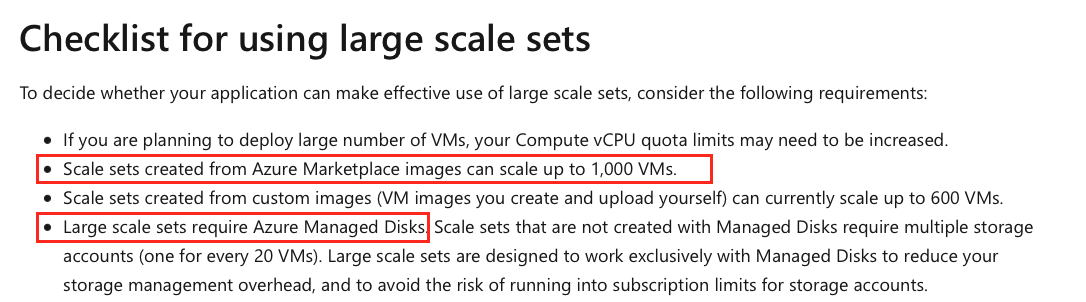 Checklist for using large scale sets
To decide whether your application can make effective use of large scale sets, consider the following requirements:
• If you are planning to deploy large number of VMs, your Compute vCPU quota limits may need to be increased.
• Scale sets created from Azure Marketplace images can scale up to 1,000 VMs.
• Scale sets created from custom images (VM images you create and upload yourself) can currently scale up to 600 VMs.
• Large scale sets require Azure Managed Disks. Scale sets that are not created with Managed Disks require multiple storage
accounts (one for every 20 VMs). Large scale sets are designed to work exclusively with Managed Disks to reduce your
storage management overhead, and to avoid the risk of running into subscription limits for storage accounts.